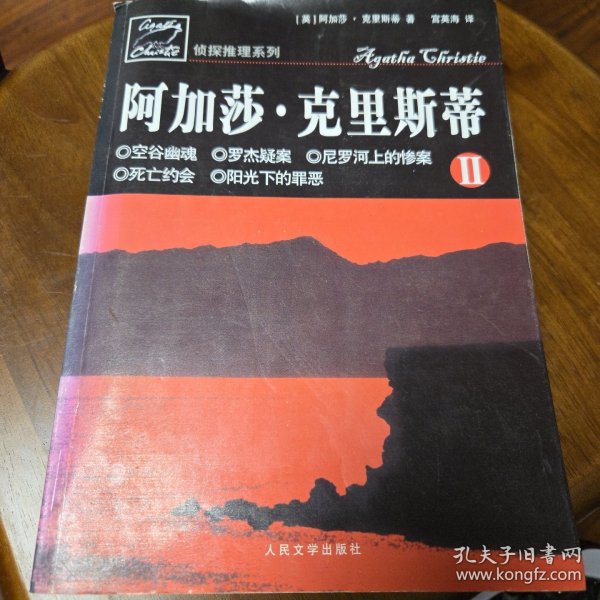 [英]阿加莎·克里斯蒂 著 宫英海 译
Agatha
Christie
侦探推理系列
Agatha Christie
阿加莎·克里斯蒂
◎空谷幽魂 ◎罗杰疑案 ◎尼罗河上的惨案
◎死亡约会 ◎阳光下的罪恶
II
人民文学出版社
孔夫子旧书网
www.kongfz.com